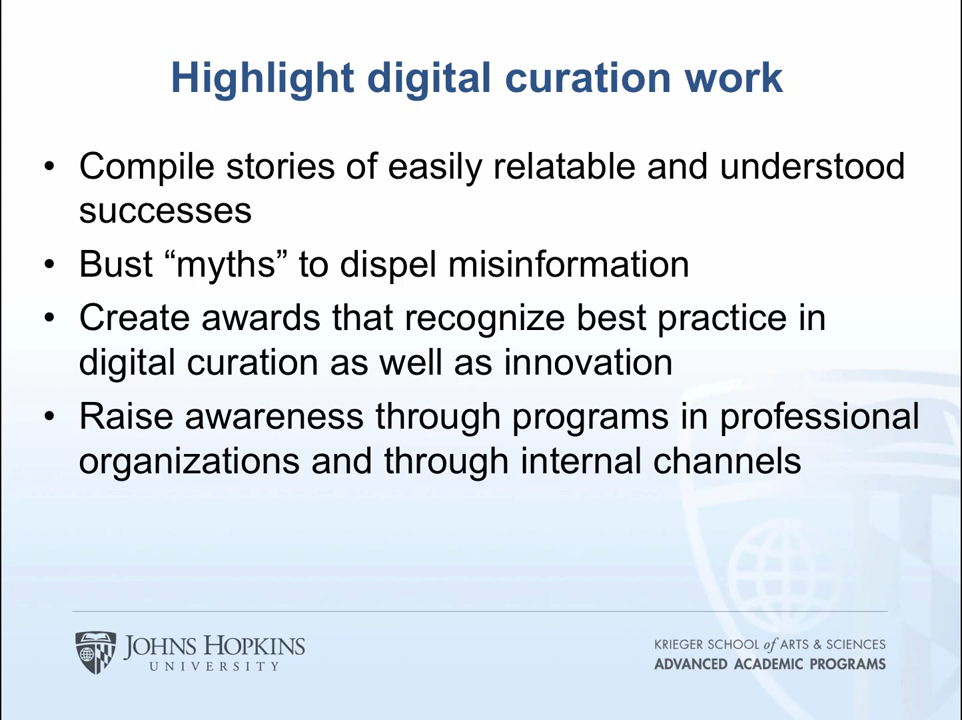 Highlight digital curation work
• Compile stories of easily relatable and understood
successes
• Bust “myths” to dispel misinformation
• Create awards that recognize best practice in
digital curation as well as innovation
• Raise awareness through programs in professional
organizations and through internal channels
JOHNS HOPKINS
UNIVERSITY
KRIEGER SCHOOL of ARTS & SCIENCES
ADVANCED ACADEMIC PROGRAMS